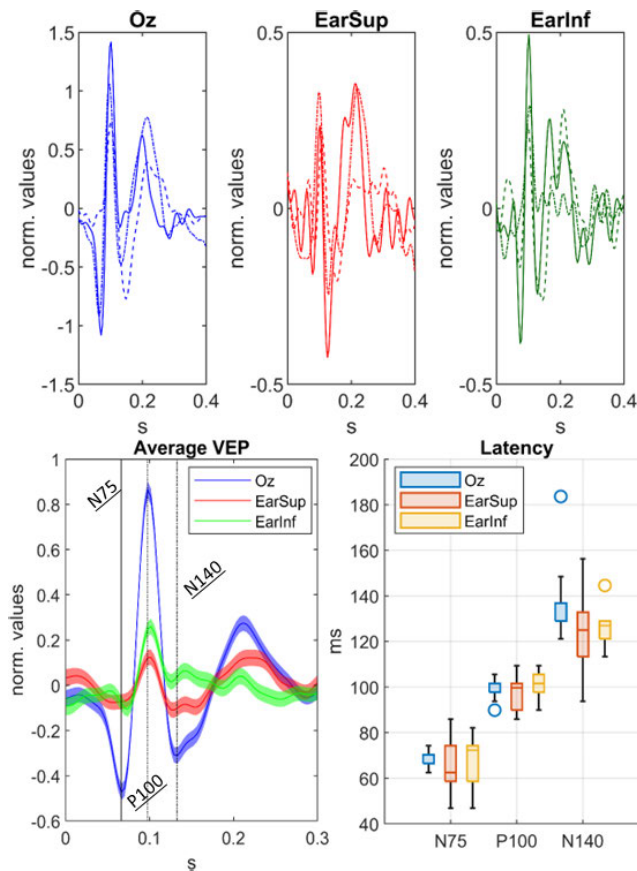 Oz
EarSup
EarInf
1.5
1
0.5
0
-0.5
-1
-1.5
norm. values
0
0.2
0.4
s
0.5
0
-0.5
norm. values
0
0.2
0.4
s
0.5
0
-0.5
norm. values
0
0.2
0.4
s
Average VEP
1
0.8
0.6
0.4
0.2
0
-0.2
-0.4
-0.6
norm. values
N75
P100
N140
Oz
EarSup
EarInf
0
0.1
0.2
0.3
s
Latency
200
180
160
140
120
100
80
60
40
ms
Oz
EarSup
EarInf
N75
P100
N140